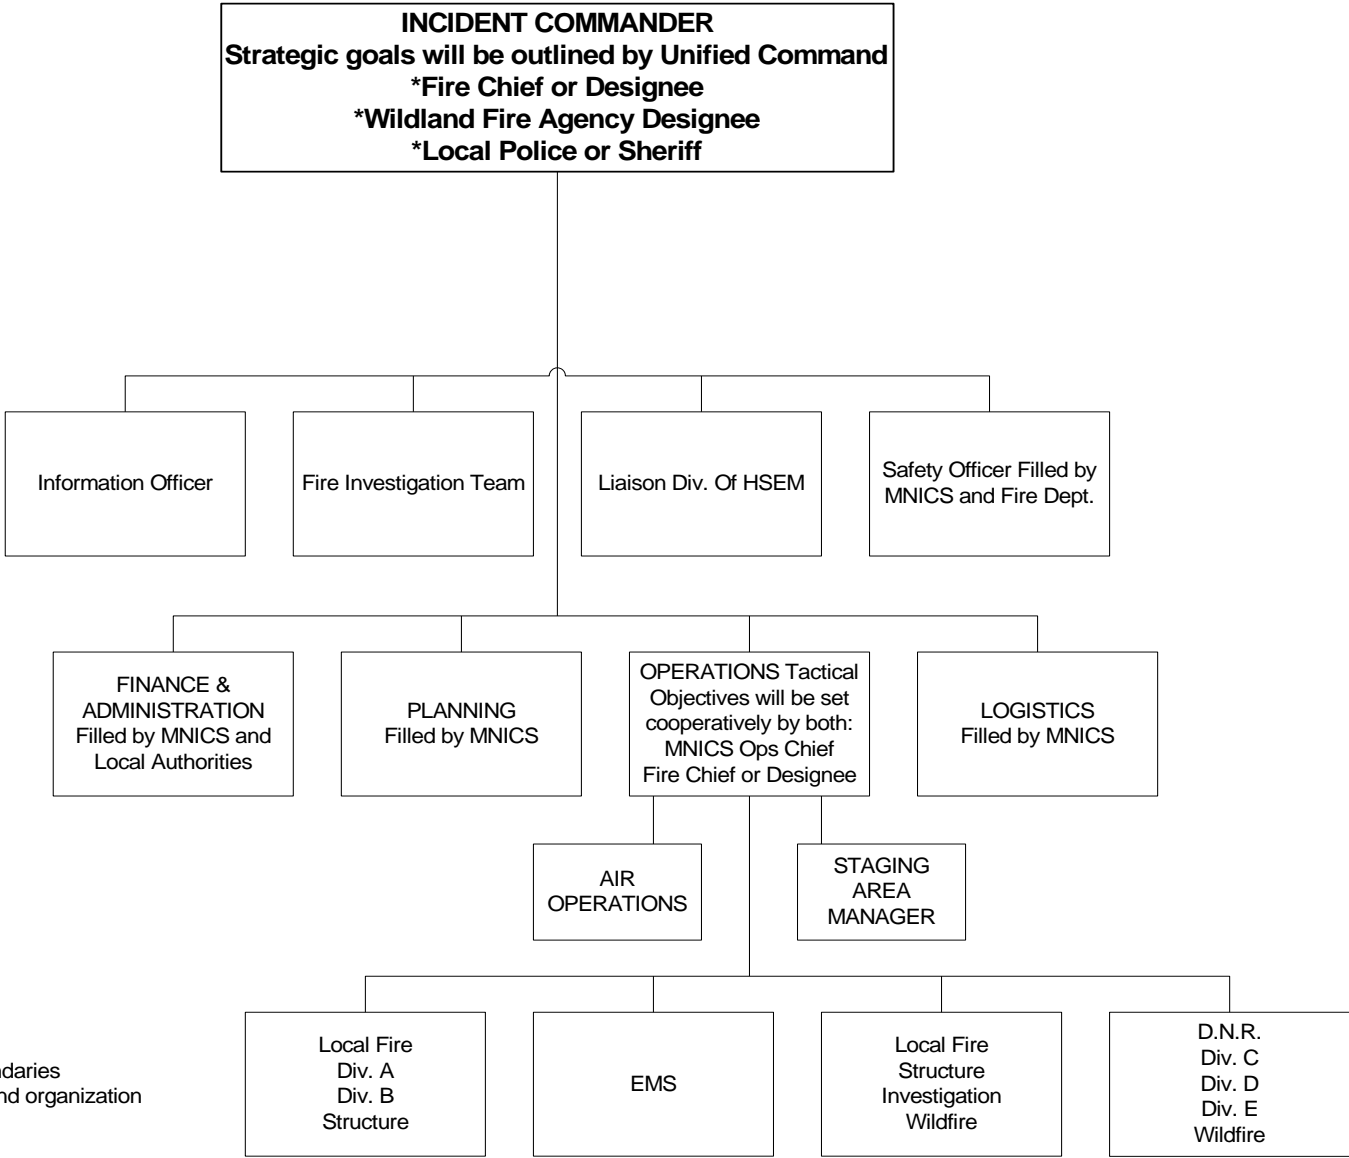 INCIDENT COMMANDER
Strategic goals will be outlined by Unified Command
*Fire Chief or Designee
*Wildland Fire Agency Designee
*Local Police or Sheriff
Information Officer
Fire Investigation Team
Liaison Div. Of HSEM
Safety Officer Filled by
MNICS and Fire Dept.
FINANCE &
ADMINISTRATION
Filled by MNICS and
Local Authorities
PLANNING
Filled by MNICS
OPERATIONS Tactical
Objectives will be set
cooperatively by both:
MNICS Ops Chief
Fire Chief or Designee
LOGISTICS
Filled by MNICS
AIR
OPERATIONS
STAGING
AREA
MANAGER
Local Fire
Div. A
Div. B
Structure
EMS
Local Fire
Structure
Investigation
Wildfire
D.N.R.
Div. C
Div. D
Div. E
Wildfire
organization